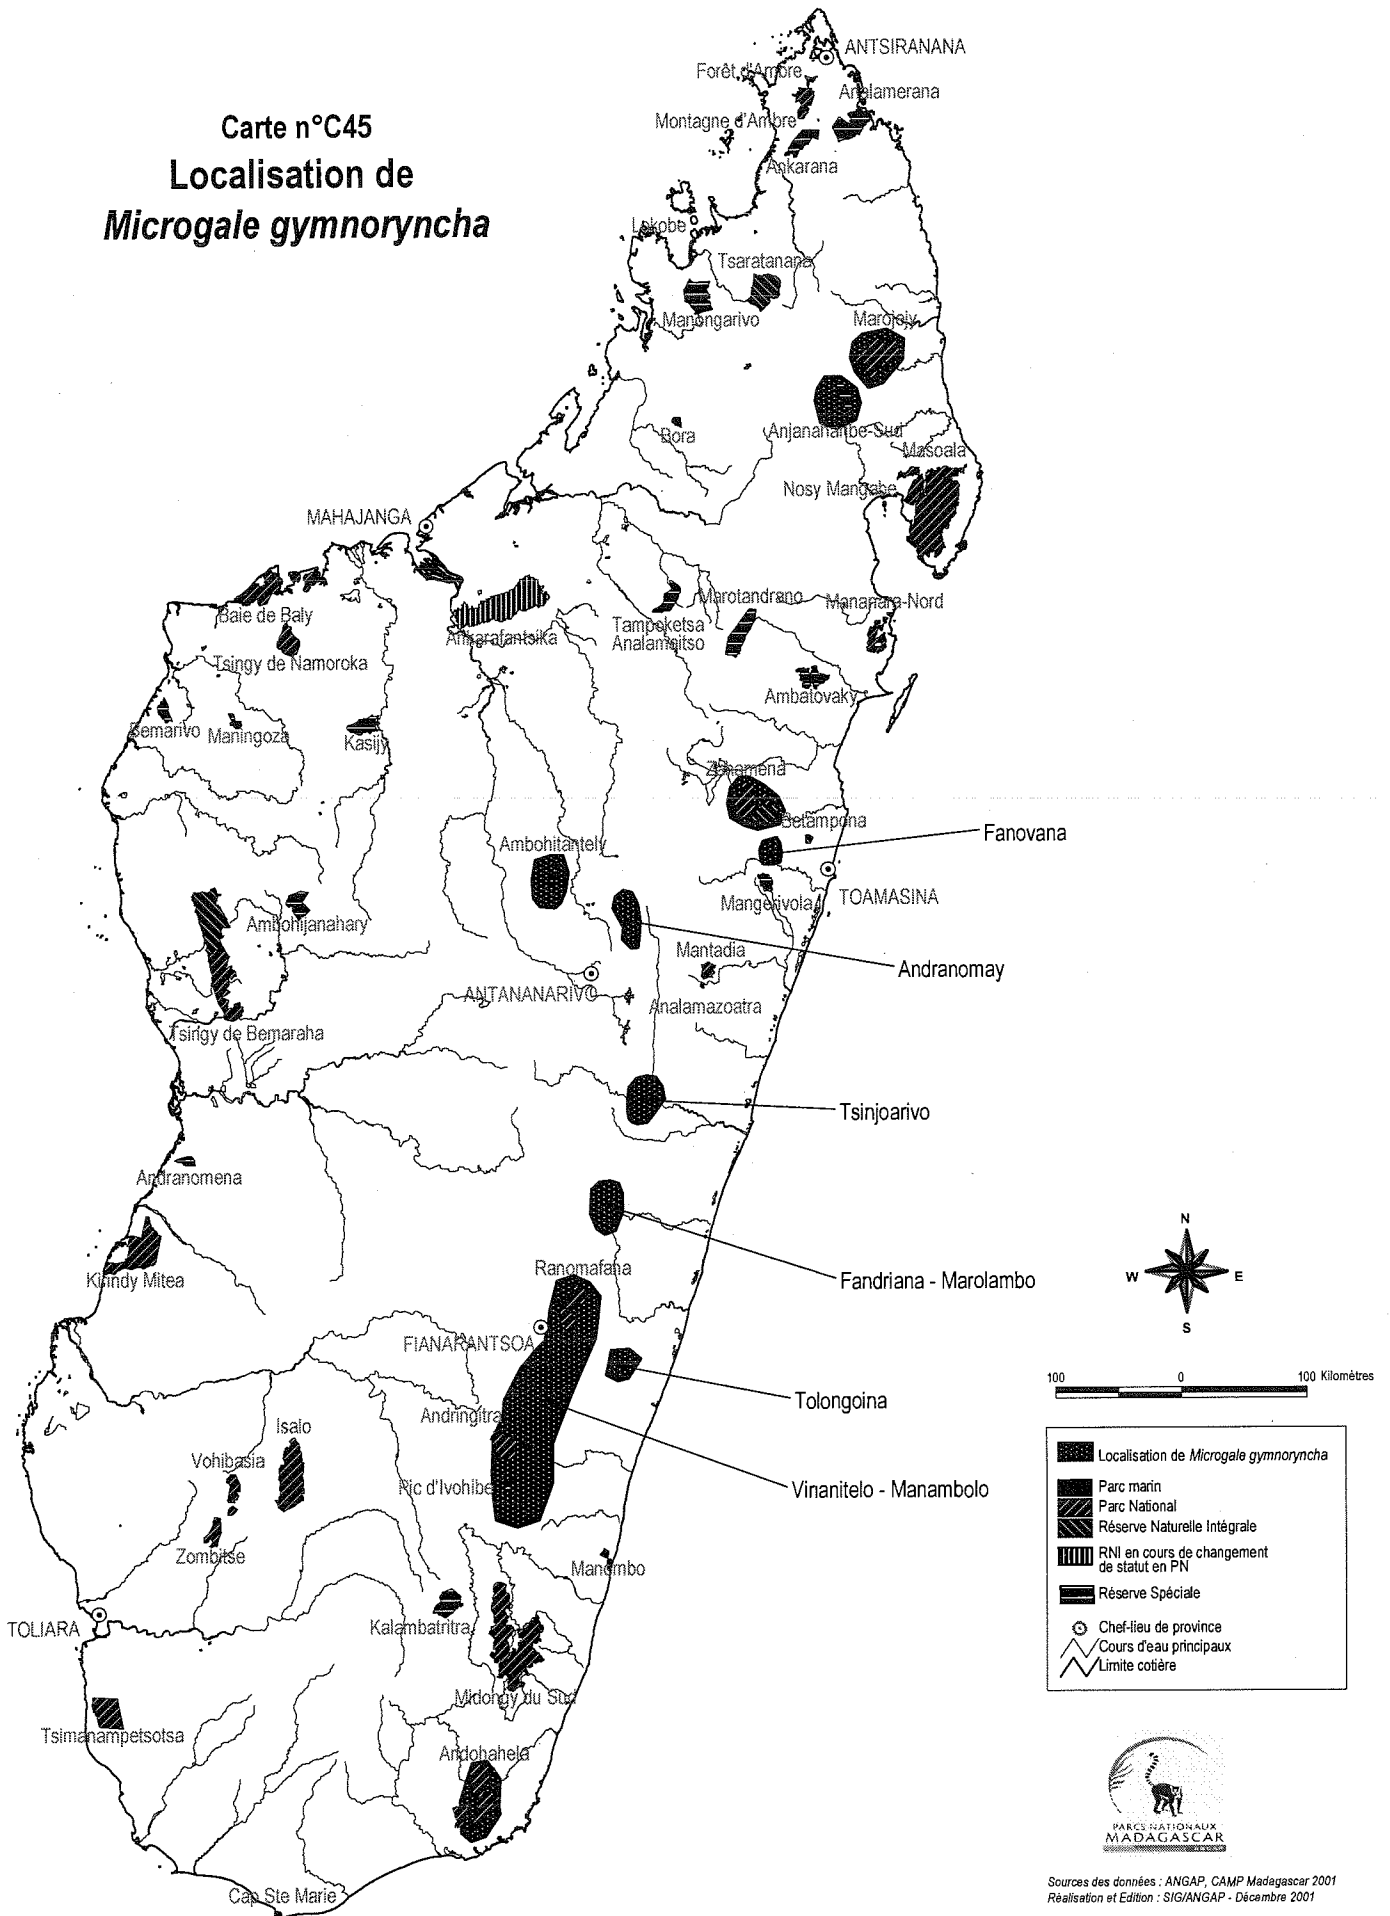 Carte n°C45
Localisation de
Microgale gymnoryncha
ANTSIRANANA
Forêt d'Ambre
Analamerana
Montagne d'Ambre
Ankarana
Lokobe
Tsaratanana
Manongarivo
Marojejy
Anjanaharibe-Sud
Bora
Masoala
Nosy Mangabe
MAHAJANGA
Baie de Baly
Ankarafantsika
Tampoketsa
Analamaitso
Marotandrano
Mananara-Nord
Tsingy de Namoroka
Ambatovaky
Bemarivo
Maningoza
Kasijy
Zahamena
Betampona
Fanovana
Ambohitantely
TOAMASINA
Mangerivola
Ambohijanahary
Mantadia
Andranomay
ANTANANARIVO
Analamazoatra
Tsingy de Bemaraha
Tsinjoarivo
Andranomena
Kirindy Mitea
Ranomafana
Fandriana - Marolambo
FIANARANTSOA
Tolongoina
Andringitra
Isalo
Vohibasia
Pic d'Ivohibe
Vinanitelo - Manambolo
Zombitse
Manombo
TOLIARA
Kalambatritra
Midongy du Sud
Tsimanampetsotsa
Andohahela
Cap Ste Marie
N
W
E
S
100
0
100 Kilomètres
Localisation de Microgale gymnoryncha
Parc marin
Parc National
Réserve Naturelle Intégrale
RNI en cours de changement
de statut en PN
Réserve Spéciale
Chef-lieu de province
Cours d'eau principaux
Limite cotière
PARCS NATIONAUX
MADAGASCAR
ANGAP
Sources des données : ANGAP, CAMP Madagascar 2001
Réalisation et Edition : SIG/ANGAP - Décembre 2001